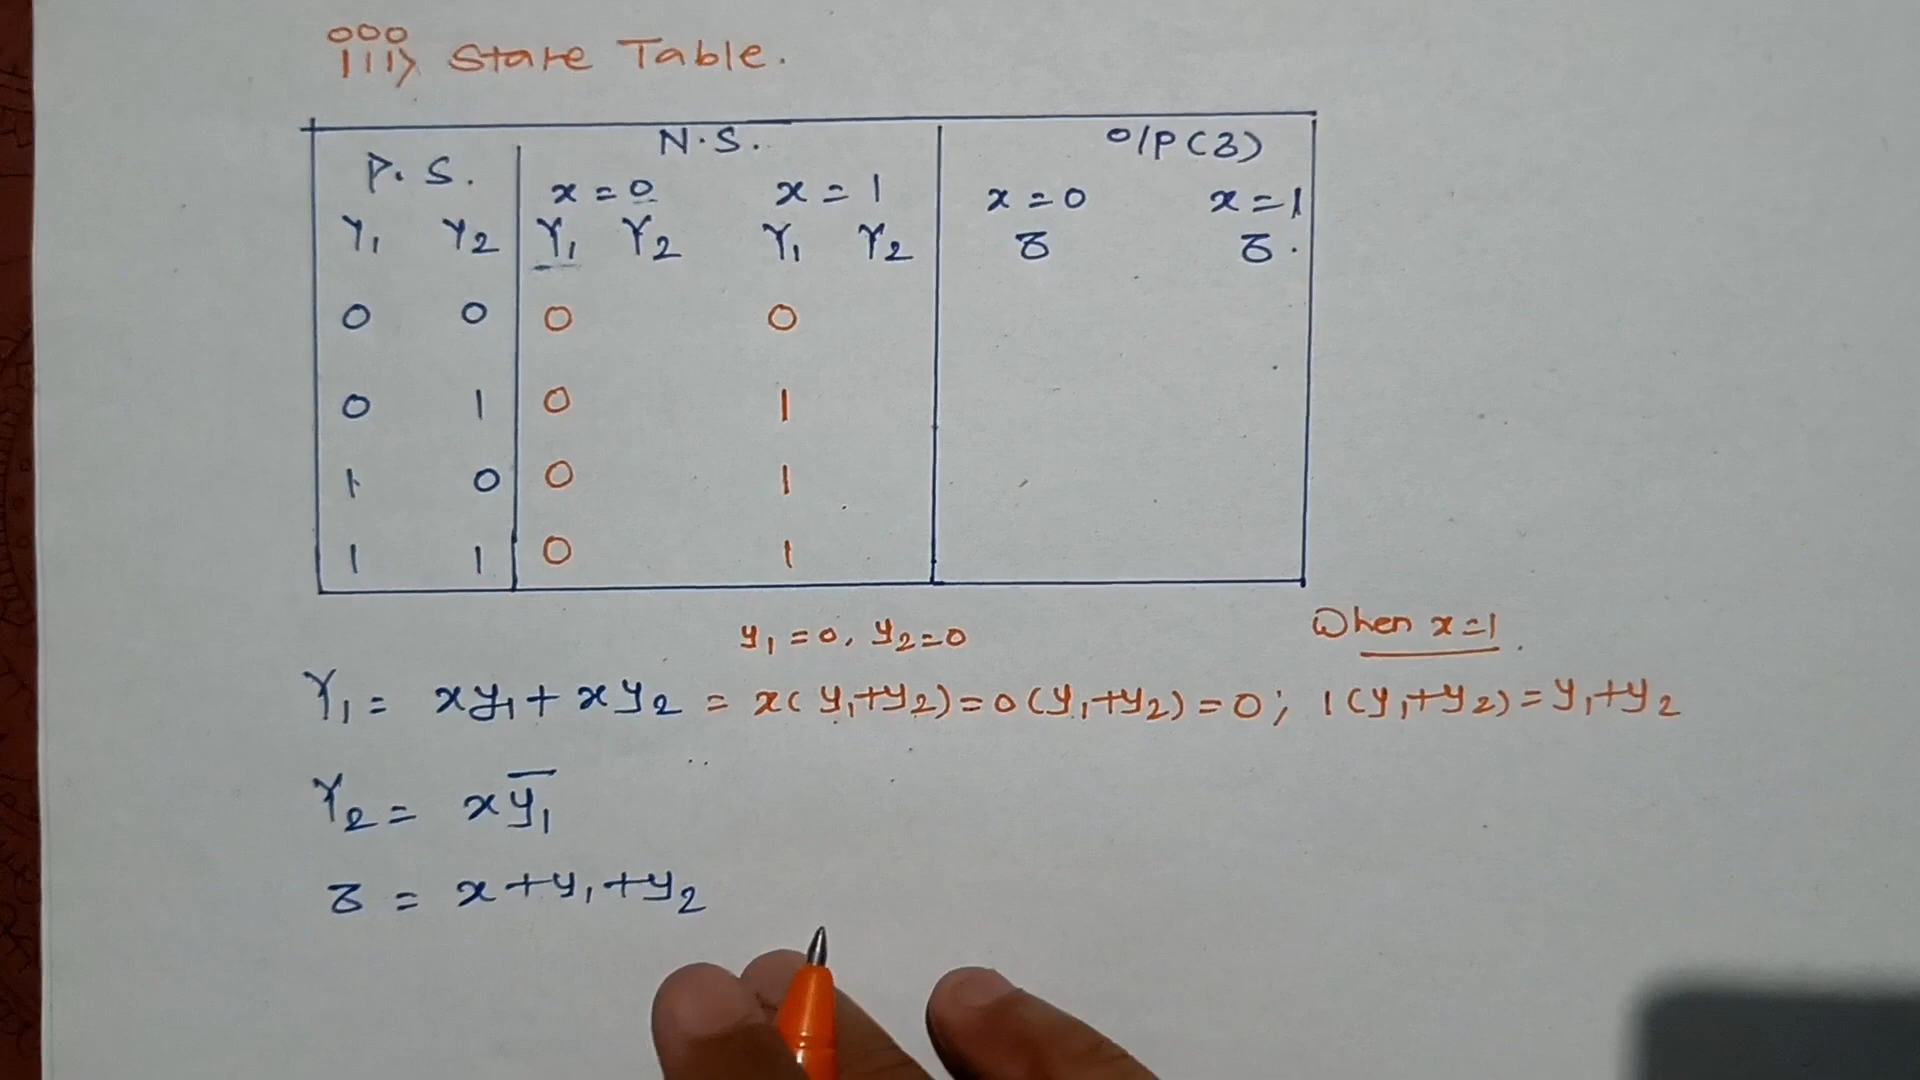 iii) State Table.
N.S. O/P(z)
P.S.
x=0 x=1 x=0 x=1
y₁ y₂ Y₁ Y₂ Y₁ Y₂ z z.
0 0 0 0
0 1 0 1
1 0 0 1
1 1 0 1
y₁=0, y₂=0 When x=1.
Y₁= xy₁+xy₂ = x(y₁+y₂)=0(y₁+y₂)=0; 1(y₁+y₂)=y₁+y₂
Y₂= xy̅₁
z = x+y₁+y₂